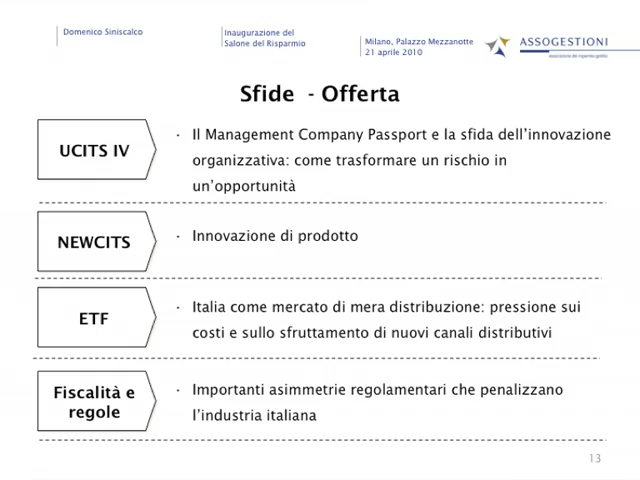 Domenico Siniscalco
Inaugurazione del
Salone del Risparmio
Milano, Palazzo Mezzanotte
21 aprile 2010
ASSOGESTIONI
associazione del risparmio gestito
Sfide - Offerta
UCITS IV
· Il Management Company Passport e la sfida dell’innovazione
organizzativa: come trasformare un rischio in
un’opportunità
NEWCITS
· Innovazione di prodotto
ETF
· Italia come mercato di mera distribuzione: pressione sui
costi e sullo sfruttamento di nuovi canali distributivi
Fiscalità e
regole
· Importanti asimmetrie regolamentari che penalizzano
l’industria italiana
13